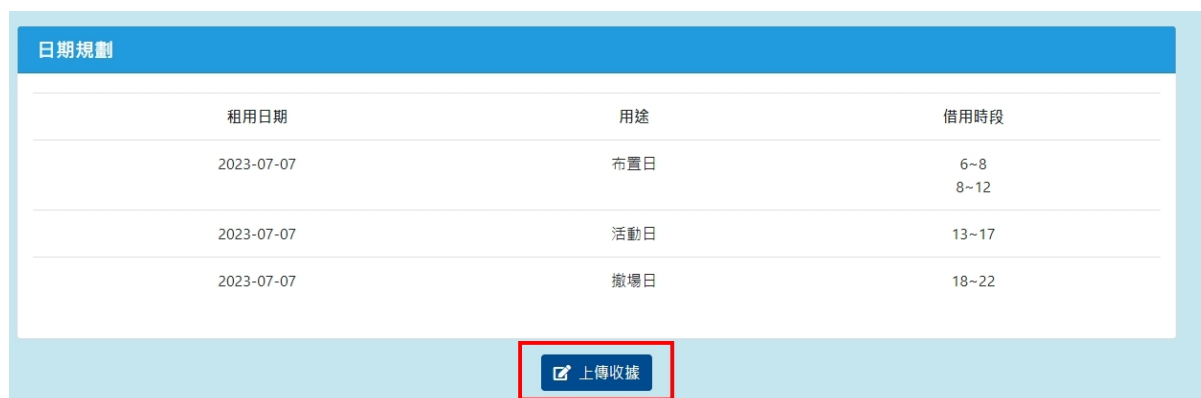 日期規劃
租用日期 用途 借用時段
2023-07-07 布置日 6~8
8~12
2023-07-07 活動日 13~17
2023-07-07 撤場日 18~22
上傳收據